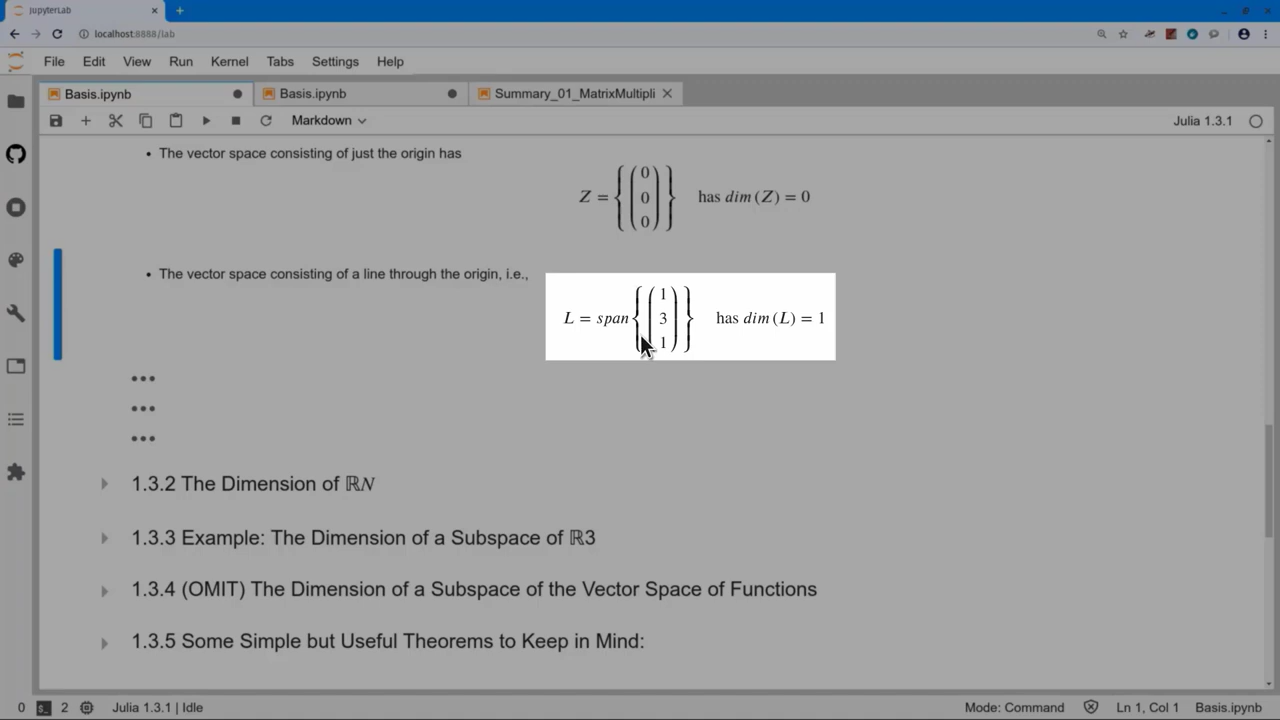 JupyterLab
localhost:8888/lab
File Edit View Run Kernel Tabs Settings Help
Basis.ipynb Basis.ipynb Summary_01_MatrixMultipli
Markdown Julia 1.3.1
• The vector space consisting of just the origin has
Z = { ( 0 0 0 ) } has dim (Z) = 0
• The vector space consisting of a line through the origin, i.e.,
L = span { ( 1 3 1 ) } has dim (L) = 1
•••
•••
•••
1.3.2 The Dimension of ℝN
1.3.3 Example: The Dimension of a Subspace of ℝ3
1.3.4 (OMIT) The Dimension of a Subspace of the Vector Space of Functions
1.3.5 Some Simple but Useful Theorems to Keep in Mind:
0 2 Julia 1.3.1 | Idle Mode: Command Ln 1, Col 1 Basis.ipynb